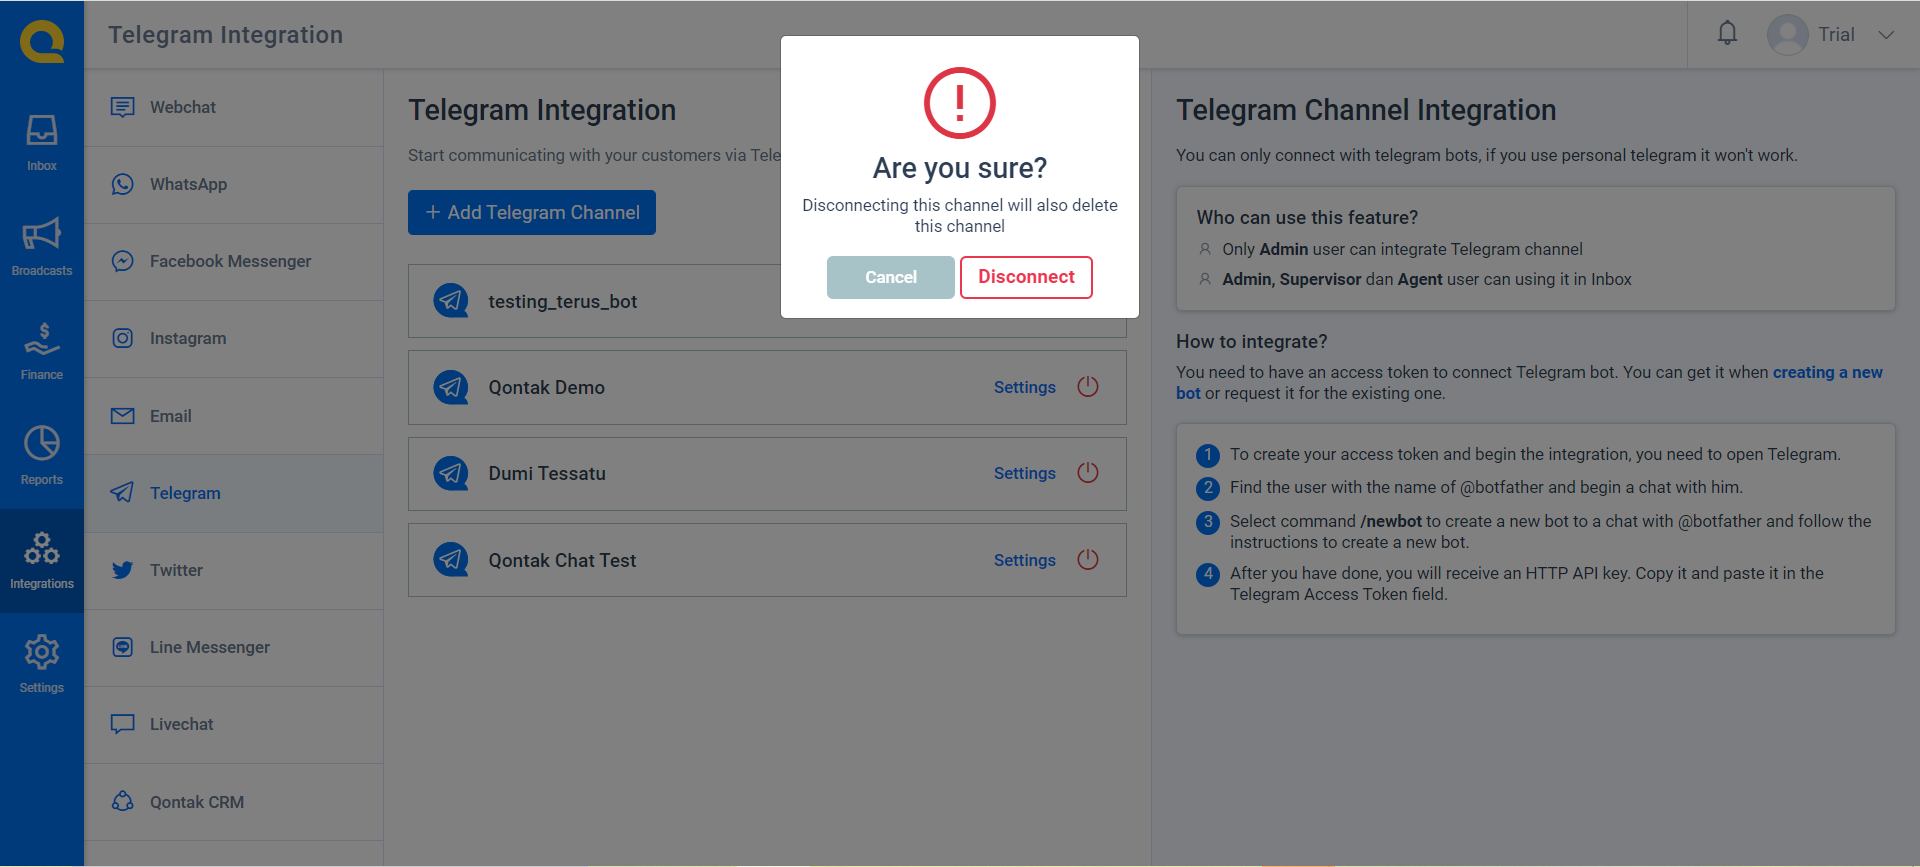 Telegram Integration
Trial
Inbox
Broadcasts
Finance
Reports
Integrations
Settings
Webchat
WhatsApp
Facebook Messenger
Instagram
Email
Telegram
Twitter
Line Messenger
Livechat
Qontak CRM
Telegram Integration
Start communicating with your customers via Tele
+ Add Telegram Channel
testing_terus_bot
Qontak Demo
Settings
Dumi Tessatu
Settings
Qontak Chat Test
Settings
Are you sure?
Disconnecting this channel will also delete
this channel
Cancel
Disconnect
Telegram Channel Integration
You can only connect with telegram bots, if you use personal telegram it won't work.
Who can use this feature?
Only Admin user can integrate Telegram channel
Admin, Supervisor dan Agent user can using it in Inbox
How to integrate?
You need to have an access token to connect Telegram bot. You can get it when creating a new
bot or request it for the existing one.
1 To create your access token and begin the integration, you need to open Telegram.
2 Find the user with the name of @botfather and begin a chat with him.
3 Select command /newbot to create a new bot to a chat with @botfather and follow the
instructions to create a new bot.
4 After you have done, you will receive an HTTP API key. Copy it and paste it in the
Telegram Access Token field.